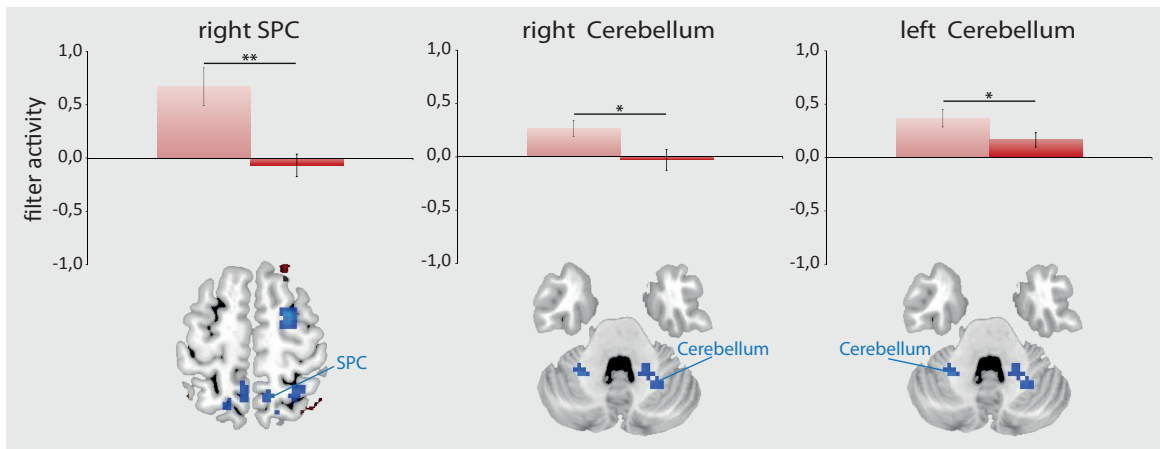 right SPC
right Cerebellum
left Cerebellum
filter activity
1,0
0,5
0,0
-0,5
-1,0
**
1,0
0,5
0,0
-0,5
-1,0
*
1,0
0,5
0,0
-0,5
-1,0
*
SPC
Cerebellum
Cerebellum